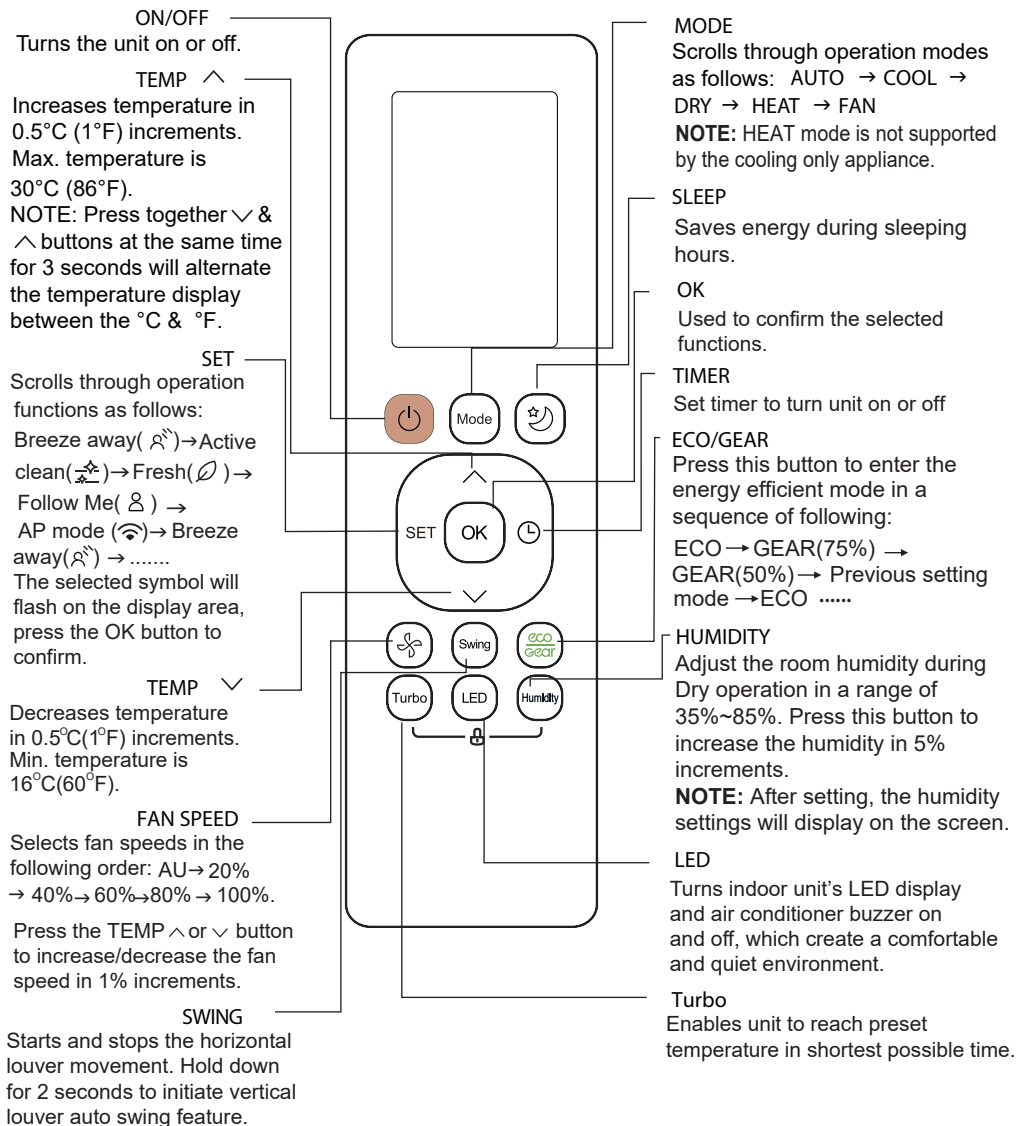 ON/OFF
Turns the unit on or off.
TEMP ︿
Increases temperature in
0.5°C (1°F) increments.
Max. temperature is
30°C (86°F).
NOTE: Press together ﹀ &
︿ buttons at the same time
for 3 seconds will alternate
the temperature display
between the °C & °F.
SET
Scrolls through operation
functions as follows:
Breeze away( )→Active
clean( )→Fresh( ) →
Follow Me( ) →
AP mode ( )→ Breeze
away( ) → .......
The selected symbol will
flash on the display area,
press the OK button to
confirm.
TEMP ﹀
Decreases temperature
in 0.5°C(1°F) increments.
Min. temperature is
16°C(60°F).
FAN SPEED
Selects fan speeds in the
following order: AU→ 20%
→ 40%→ 60%→80% → 100%.
Press the TEMP ︿ or ﹀ button
to increase/decrease the fan
speed in 1% increments.
SWING
Starts and stops the horizontal
louver movement. Hold down
for 2 seconds to initiate vertical
louver auto swing feature.
Mode
SET
OK
Swing
eco
Gear
Turbo
LED
Humidity
MODE
Scrolls through operation modes
as follows: AUTO → COOL →
DRY → HEAT → FAN
NOTE: HEAT mode is not supported
by the cooling only appliance.
SLEEP
Saves energy during sleeping
hours.
OK
Used to confirm the selected
functions.
TIMER
Set timer to turn unit on or off
ECO/GEAR
Press this button to enter the
energy efficient mode in a
sequence of following:
ECO → GEAR(75%) →
GEAR(50%)→ Previous setting
mode →ECO ······
HUMIDITY
Adjust the room humidity during
Dry operation in a range of
35%~85%. Press this button to
increase the humidity in 5%
increments.
NOTE: After setting, the humidity
settings will display on the screen.
LED
Turns indoor unit’s LED display
and air conditioner buzzer on
and off, which create a comfortable
and quiet environment.
Turbo
Enables unit to reach preset
temperature in shortest possible time.